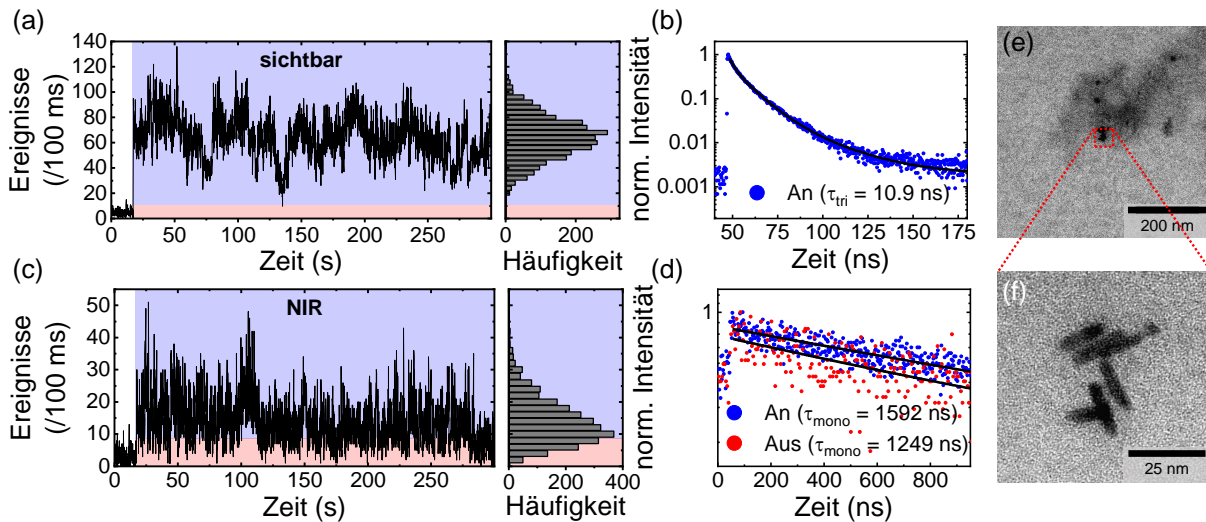 (a)
140
120
100
80
60
40
20
0
Ereignisse
(/100 ms)
sichtbar
0 50 100 150 200 250
Zeit (s)
0 200
Häufigkeit
(b)
norm. Intensität
1
0.1
0.01
0.001
An (τtri = 10.9 ns)
50 75 100 125 150 175
Zeit (ns)
(c)
50
40
30
20
10
0
Ereignisse
(/100 ms)
NIR
0 50 100 150 200 250
Zeit (s)
0 200 400
Häufigkeit
(d)
norm. Intensität
1
An (τmono = 1592 ns)
Aus (τmono = 1249 ns)
0 200 400 600 800
Zeit (ns)
(e)
200 nm
(f)
25 nm